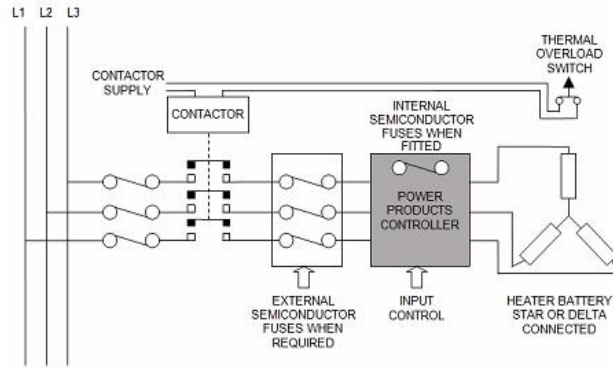 L1 L2 L3
THERMAL
OVERLOAD
SWITCH
CONTACTOR
SUPPLY
CONTACTOR
INTERNAL
SEMICONDUCTOR
FUSES WHEN
FITTED
POWER
PRODUCTS
CONTROLLER
EXTERNAL
SEMICONDUCTOR
FUSES WHEN
REQUIRED
INPUT
CONTROL
HEATER BATTERY
STAR OR DELTA
CONNECTED